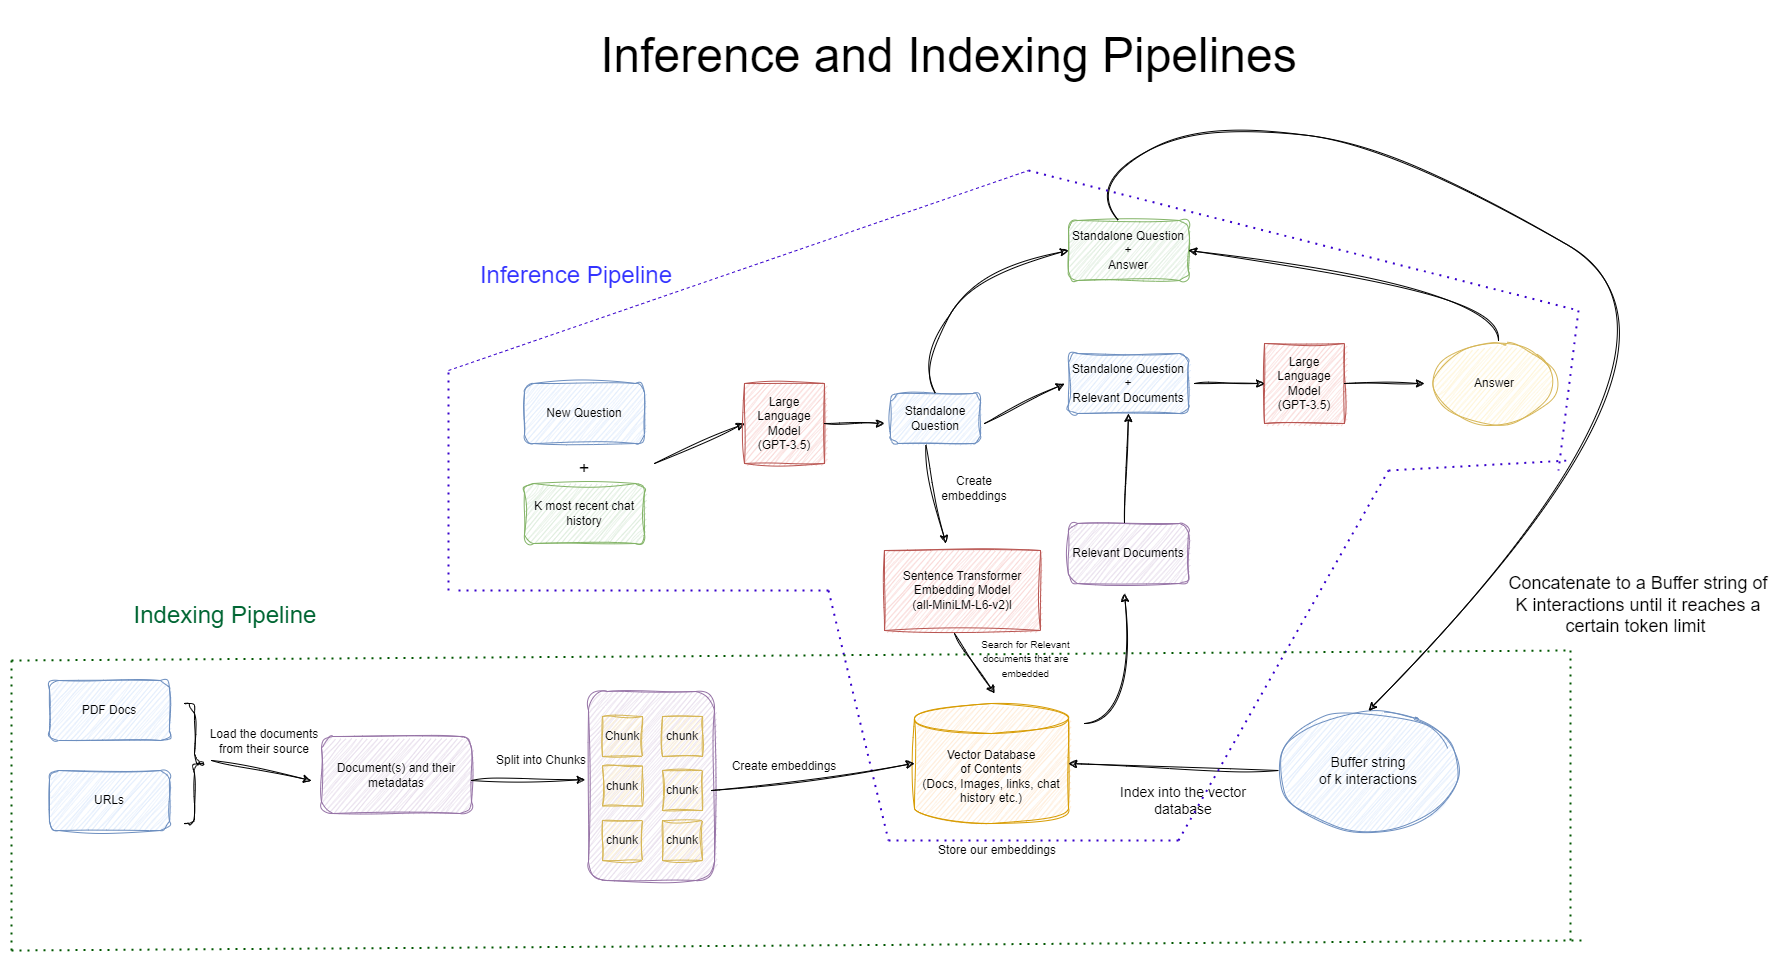 Inference and Indexing Pipelines
Inference Pipeline
Standalone Question
+
Answer
New Question
+
K most recent chat
history
Large
Language
Model
(GPT-3.5)
Standalone
Question
Standalone Question
+
Relevant Documents
Large
Language
Model
(GPT-3.5)
Answer
Create
embeddings
Sentence Transformer
Embedding Model
(all-MiniLM-L6-v2)l
Relevant Documents
Search for Relevant
documents that are
embedded
Concatenate to a Buffer string of
K interactions until it reaches a
certain token limit
Indexing Pipeline
PDF Docs
URLs
Load the documents
from their source
Document(s) and their
metadatas
Split into Chunks
Chunk
chunk
chunk
chunk
chunk
chunk
Create embeddings
Vector Database
of Contents
(Docs, Images, links, chat
history etc.)
Store our embeddings
Index into the vector
database
Buffer string
of k interactions